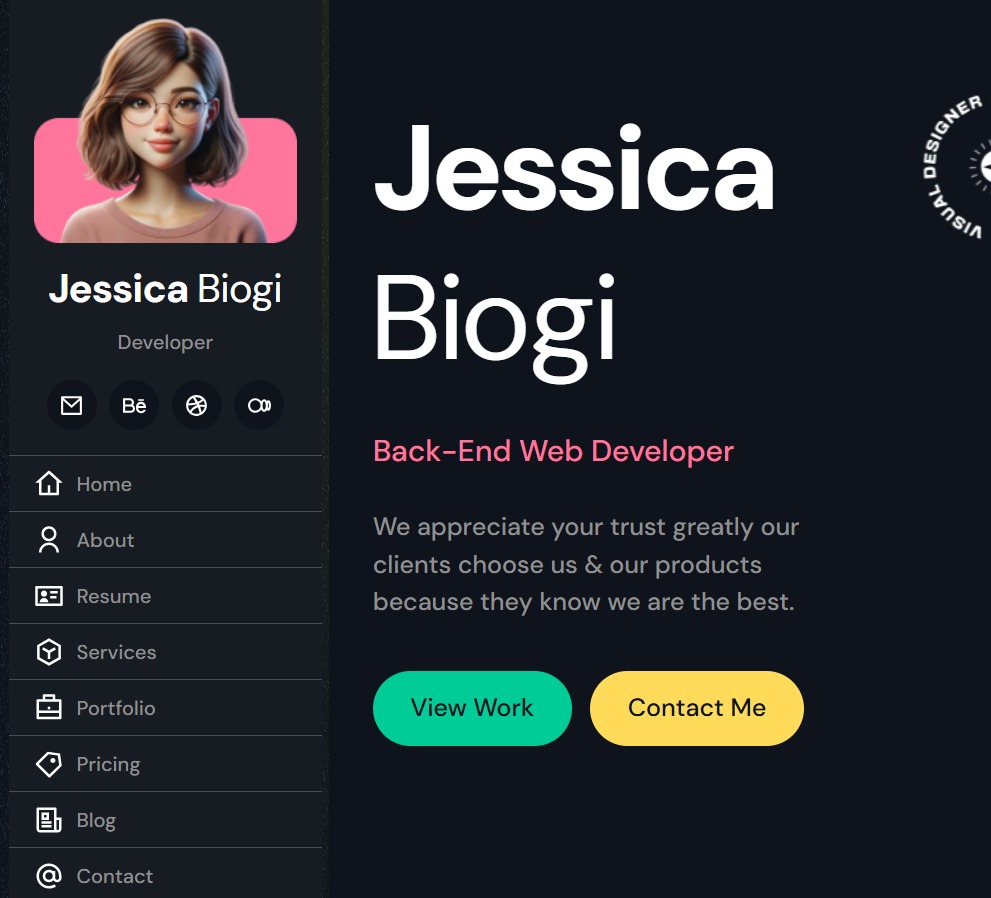 Jessica Biogi
Developer
Bē
Home
About
Resume
Services
Portfolio
Pricing
Blog
Contact
Jessica
Biogi
Back-End Web Developer
We appreciate your trust greatly our
clients choose us & our products
because they know we are the best.
View Work
Contact Me
VISUAL DESIGNER